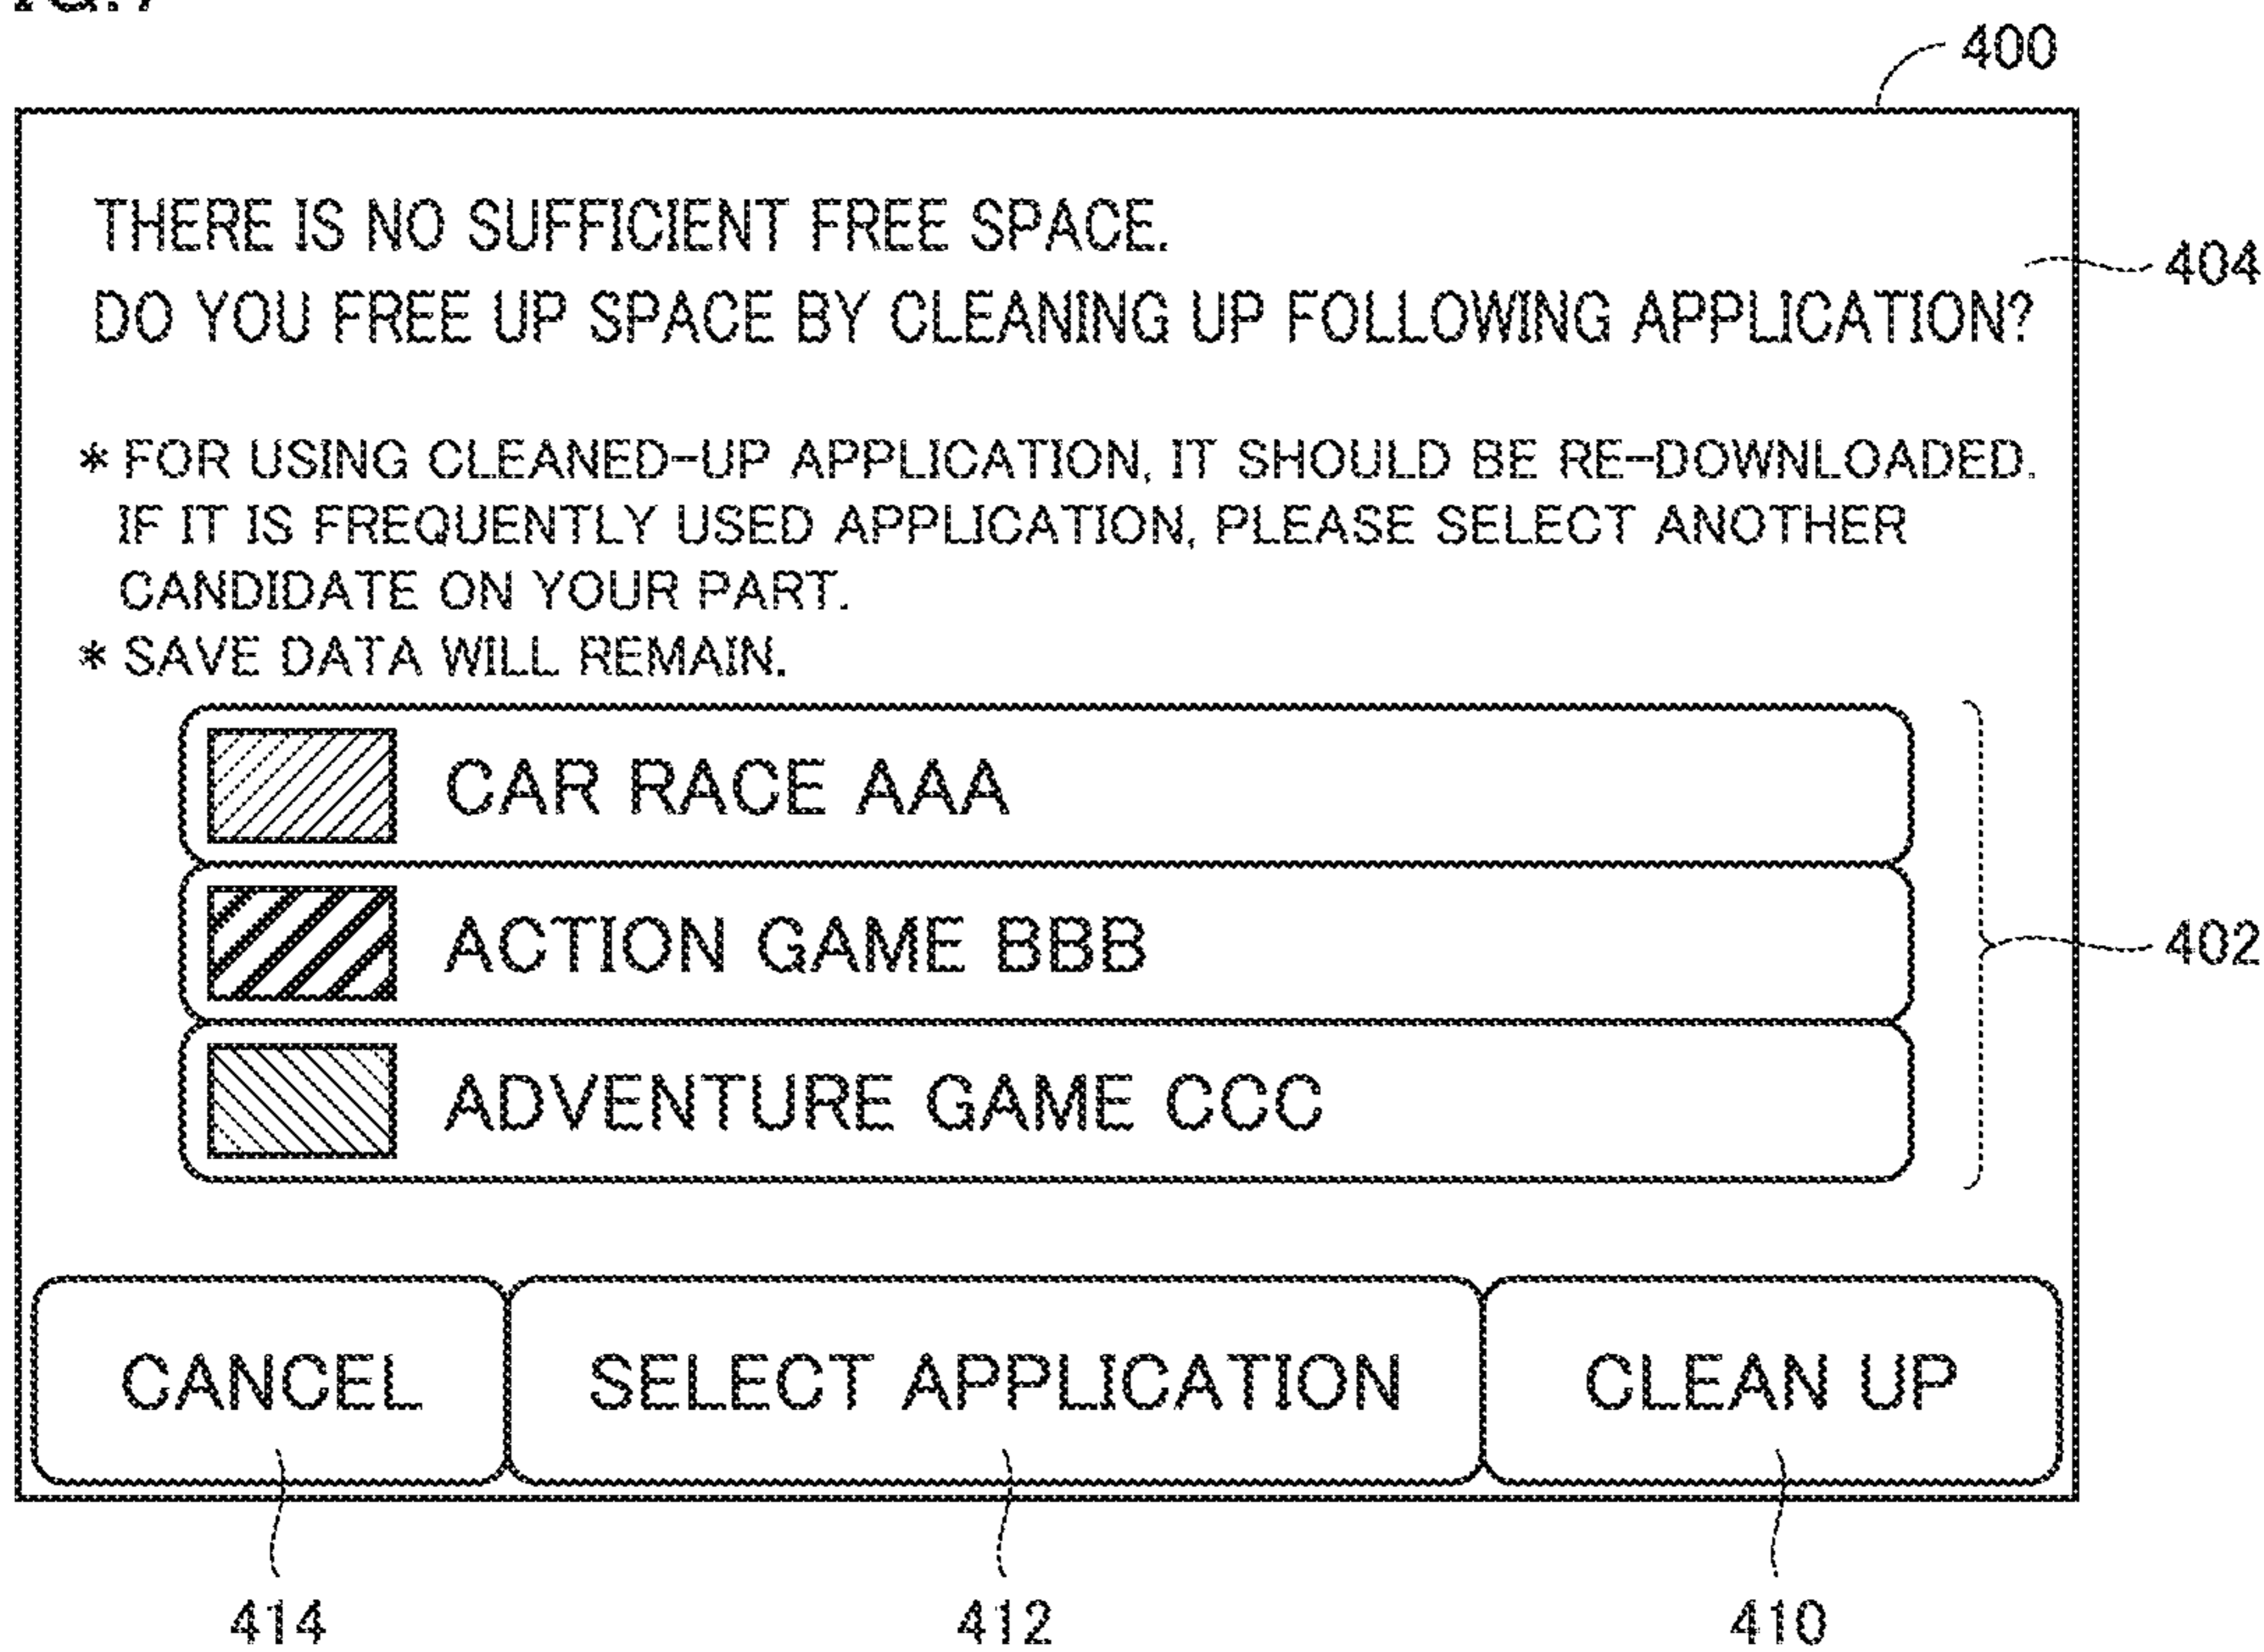 400
THERE IS NO SUFFICIENT FREE SPACE.
404
DO YOU FREE UP SPACE BY CLEANING UP FOLLOWING APPLICATION?
* FOR USING CLEANED-UP APPLICATION, IT SHOULD BE RE-DOWNLOADED.
IF IT IS FREQUENTLY USED APPLICATION, PLEASE SELECT ANOTHER
CANDIDATE ON YOUR PART.
* SAVE DATA WILL REMAIN.
CAR RACE AAA
ACTION GAME BBB
402
ADVENTURE GAME CCC
CANCEL SELECT APPLICATION CLEAN UP
414 412 410